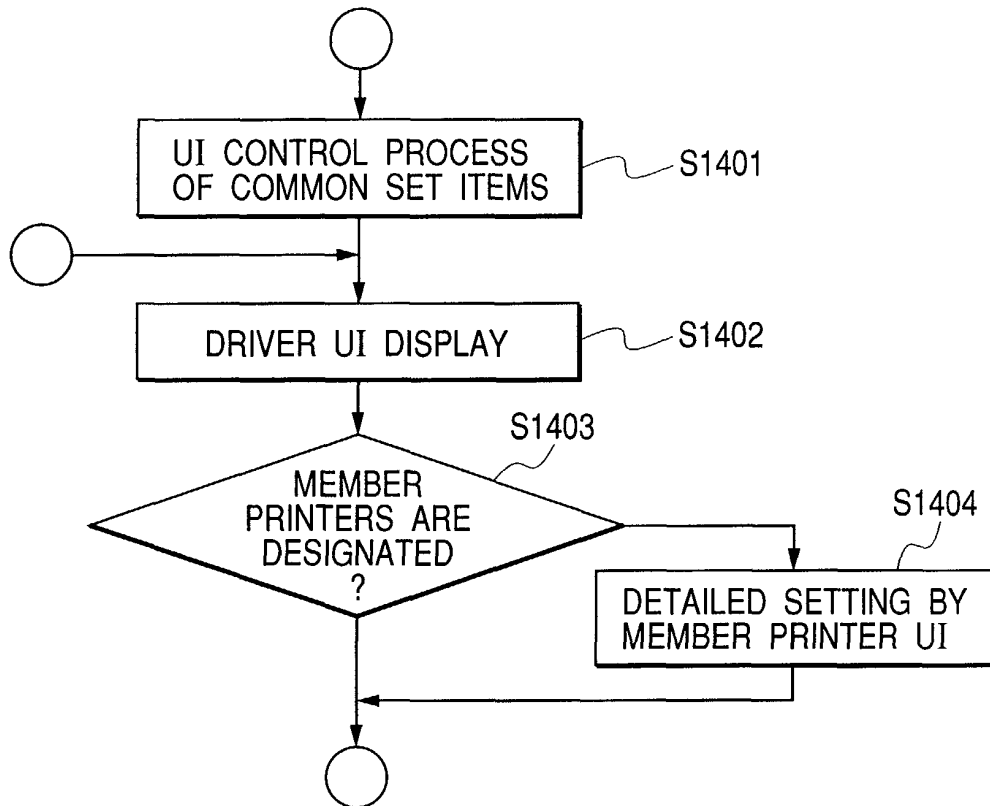 UI CONTROL PROCESS
OF COMMON SET ITEMS
S1401
DRIVER UI DISPLAY
S1402
S1403
MEMBER
PRINTERS ARE
DESIGNATED
?
S1404
DETAILED SETTING BY
MEMBER PRINTER UI